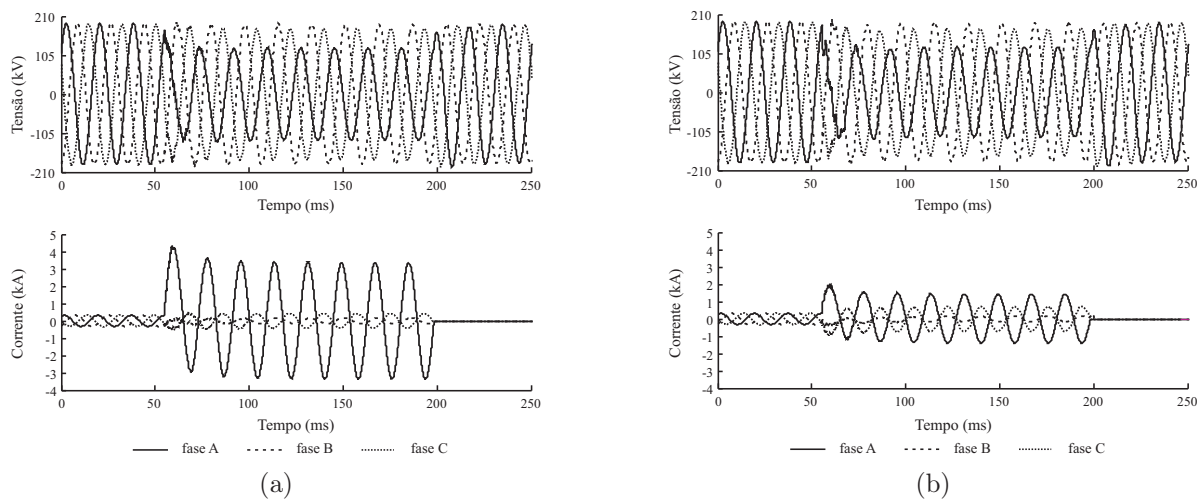 210
105
0
-105
-210
Tensão (kV)
0 50 100 150 200 250
Tempo (ms)
5
4
3
2
1
0
-1
-2
-3
-4
Corrente (kA)
0 50 100 150 200 250
Tempo (ms)
fase A fase B fase C
(a)
210
105
0
-105
-210
Tensão (kV)
0 50 100 150 200 250
Tempo (ms)
5
4
3
2
1
0
-1
-2
-3
-4
Corrente (kA)
0 50 100 150 200 250
Tempo (ms)
fase A fase B fase C
(b)